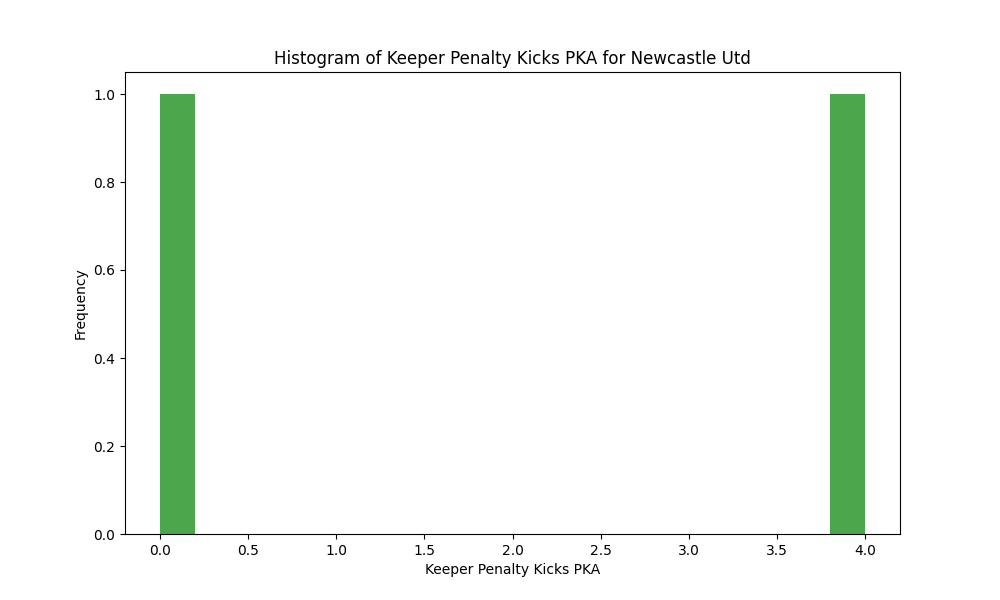 Histogram of Keeper Penalty Kicks PKA for Newcastle Utd
1.0
0.8
0.6
0.4
0.2
0.0
Frequency
0.0 0.5 1.0 1.5 2.0 2.5 3.0 3.5 4.0
Keeper Penalty Kicks PKA